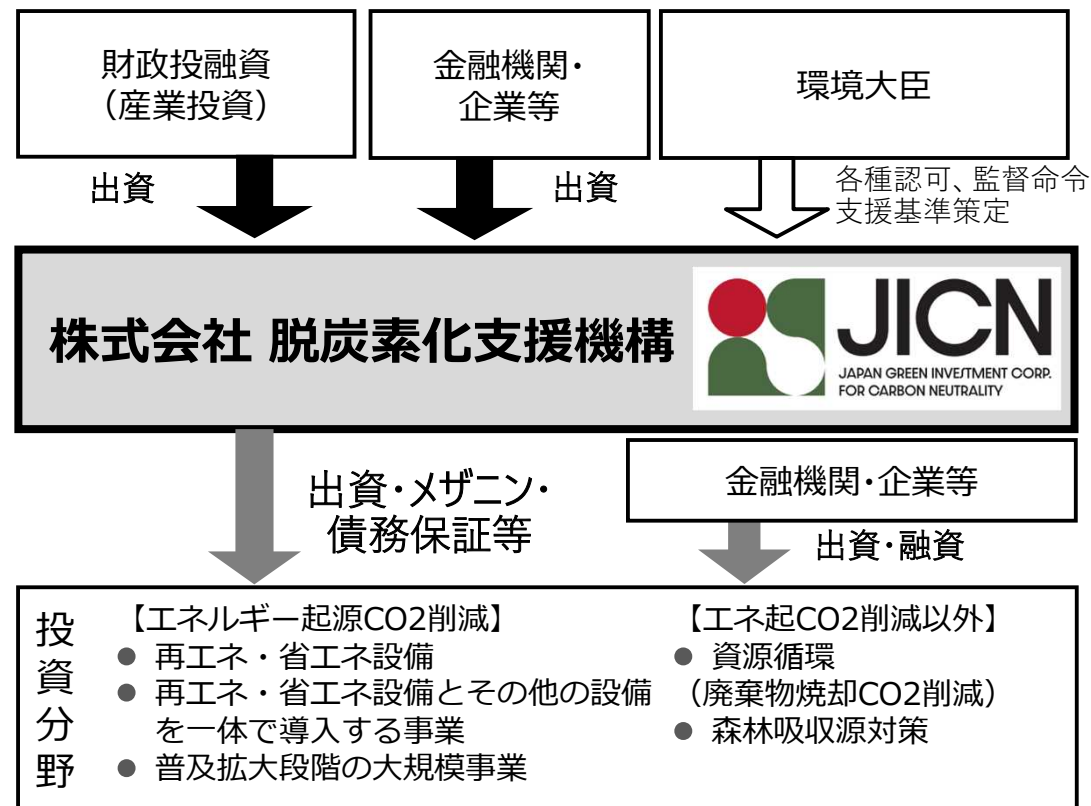 財政投融資
（産業投資）
金融機関・
企業等
環境大臣
出資
出資
各種認可、監督命令
支援基準策定
株式会社 脱炭素化支援機構
JICN
JAPAN GREEN INVESTMENT CORP.
FOR CARBON NEUTRALITY
出資・メザニン・
債務保証等
金融機関・企業等
出資・融資
投資分野
【エネルギー起源CO2削減】
● 再エネ・省エネ設備
● 再エネ・省エネ設備とその他の設備
を一体で導入する事業
● 普及拡大段階の大規模事業
【エネ起CO2削減以外】
● 資源循環
（廃棄物焼却CO2削減）
● 森林吸収源対策